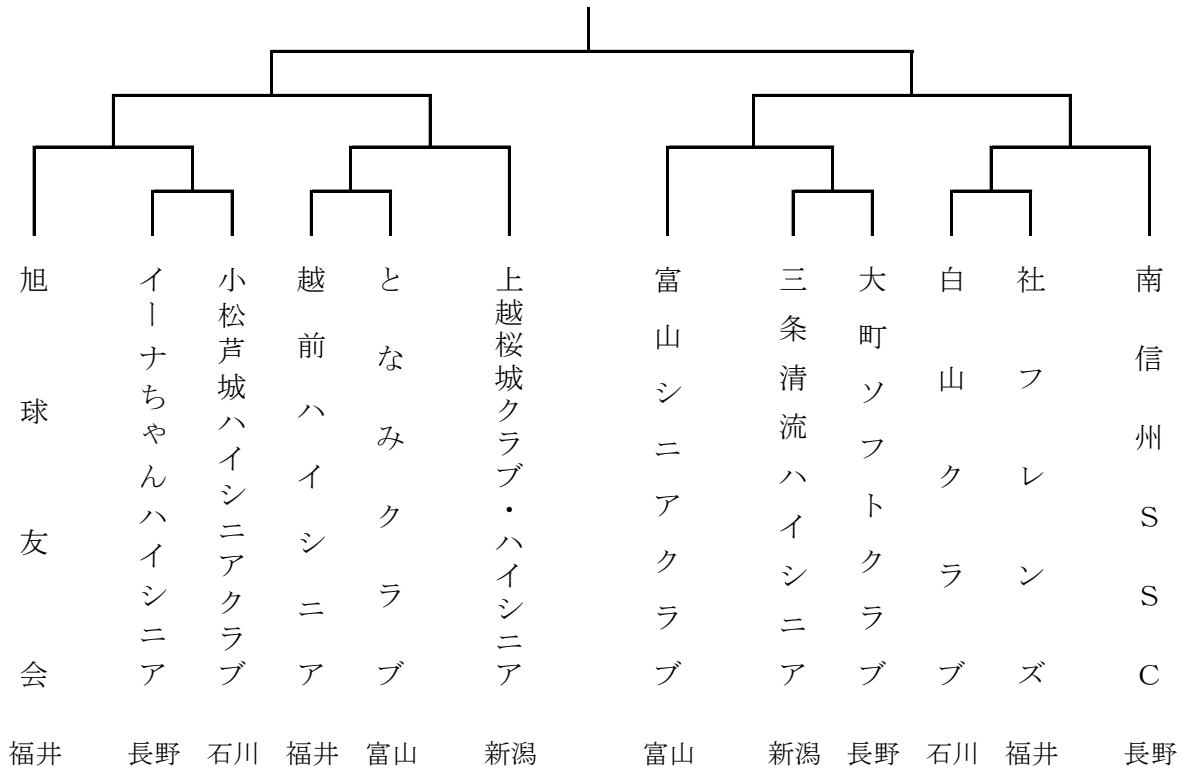 旭球友会
イーナちゃんハイシニア
小松芦城ハイシニアクラブ
越前ハイシニア
となみクラブ
上越桜城クラブ・ハイシニア
富山シニアクラブ
三条清流ハイシニア
大町ソフトクラブ
白山クラブ
社フレンズ
南信州ＳＳＣ
福井 長野 石川 福井 富山 新潟 富山 新潟 長野 石川 福井 長野